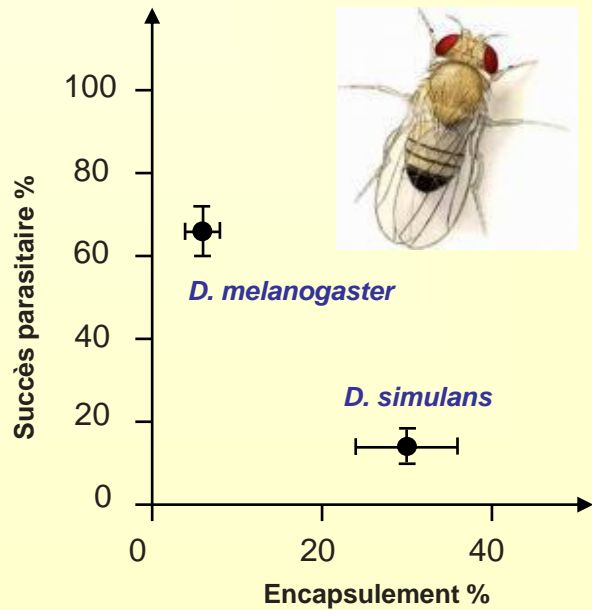 Succès parasitaire %
100
80
60
40
20
0
D. melanogaster
D. simulans
0
20
40
Encapsulement %